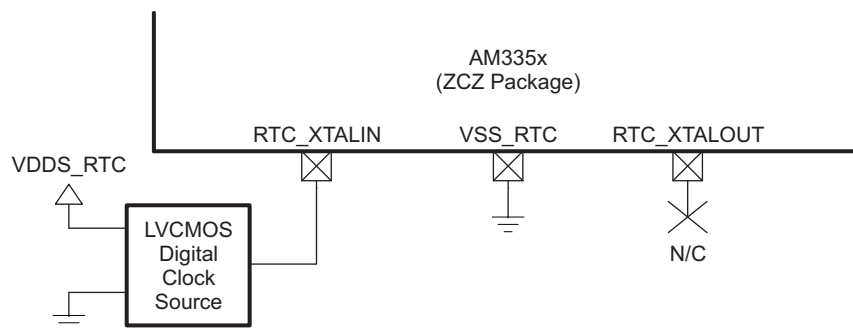 AM335x
(ZCZ Package)
RTC_XTALIN
VSS_RTC
RTC_XTALOUT
VDDS_RTC
LVCMOS
Digital
Clock
Source
N/C